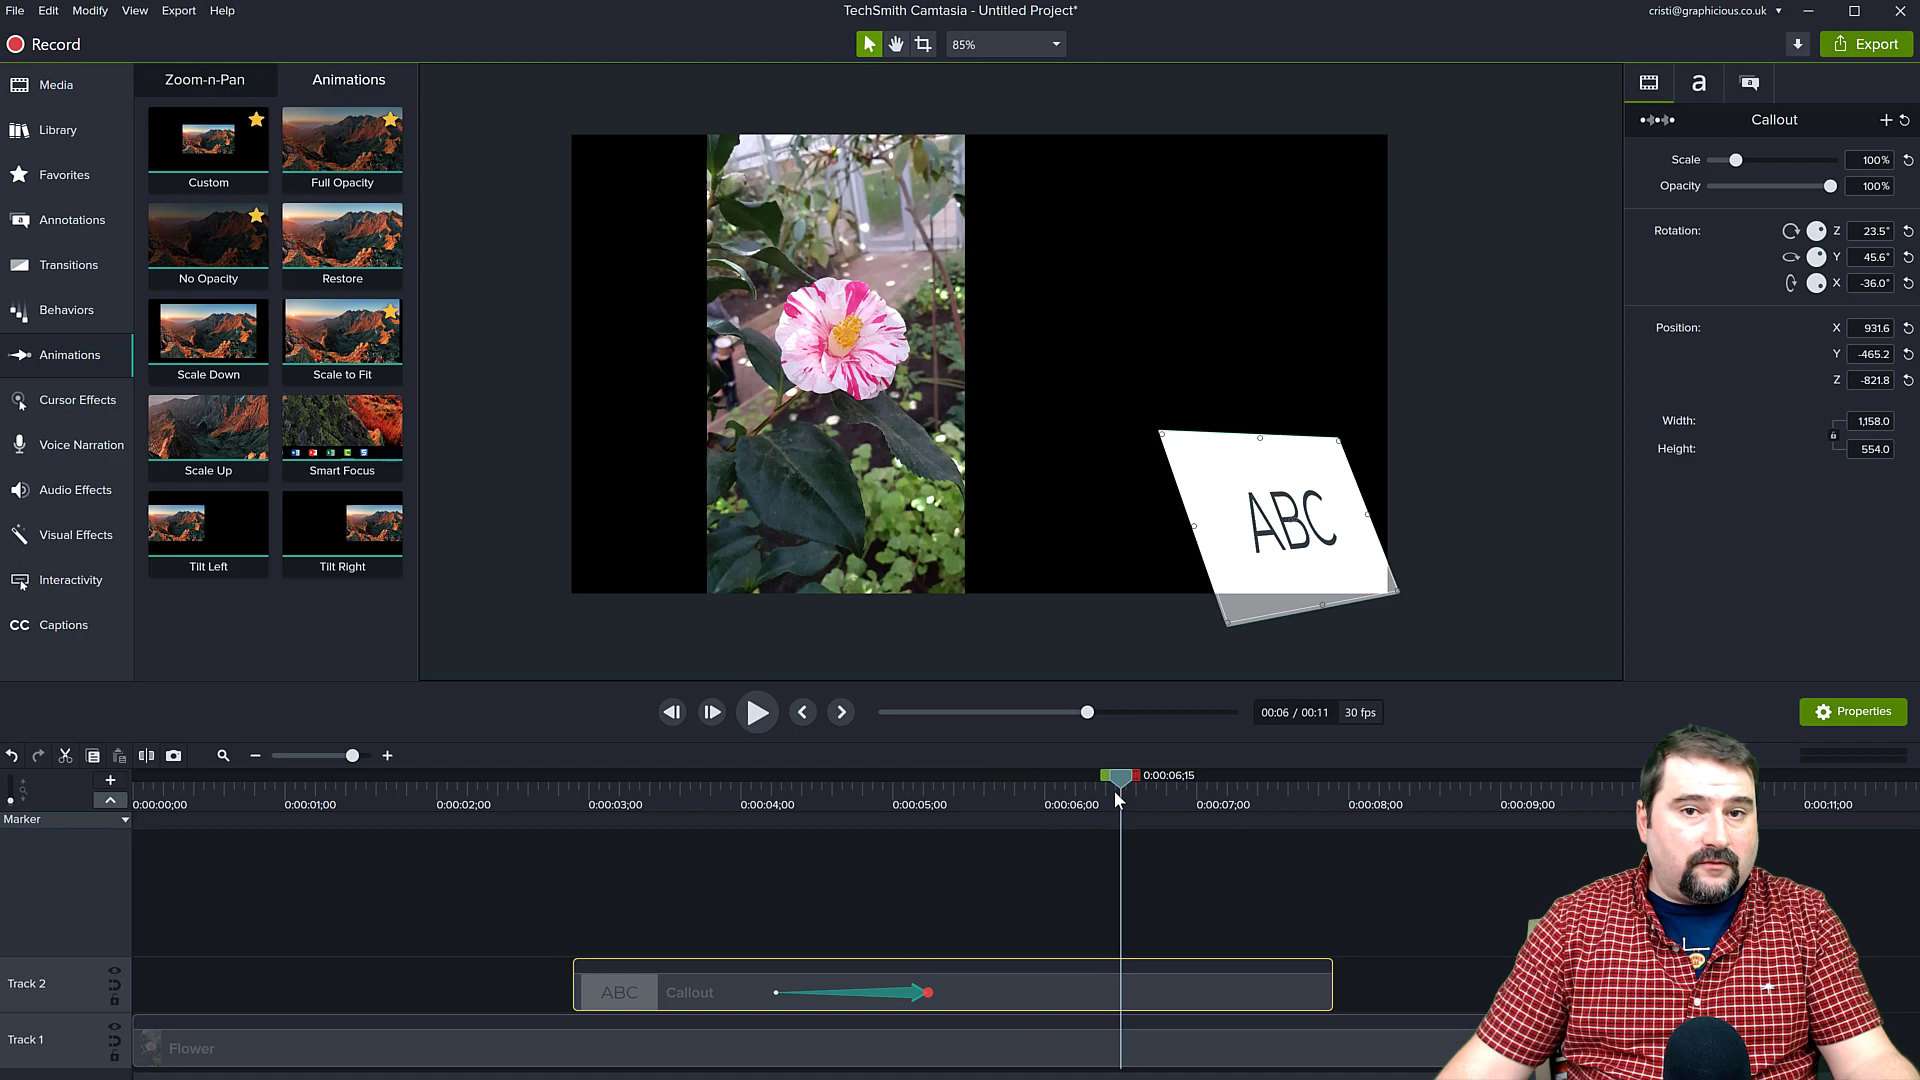 File Edit Modify View Export Help
TechSmith Camtasia - Untitled Project*
cristi@graphicious.co.uk
Record
85%
Export
Media
Library
Favorites
Annotations
Transitions
Behaviors
Animations
Cursor Effects
Voice Narration
Audio Effects
Visual Effects
Interactivity
CC Captions
Zoom-n-Pan Animations
Custom Full Opacity
No Opacity Restore
Scale Down Scale to Fit
Scale Up Smart Focus
Tilt Left Tilt Right
ABC
a
Callout
Scale 100%
Opacity 100%
Rotation: Z 23.5°
Y 45.6°
X -36.0°
Position: X 931.6
Y -465.2
Z -821.8
Width: 1,158.0
Height: 554.0
00:06 / 00:11 30 fps
Properties
0:00:06;15
0:00:00;00 0:00:01;00 0:00:02;00 0:00:03;00 0:00:04;00 0:00:05;00 0:00:06;00 0:00:07;00 0:00:08;00 0:00:09;00 0:00:11;00
Marker
Track 2
ABC Callout
Track 1
Flower